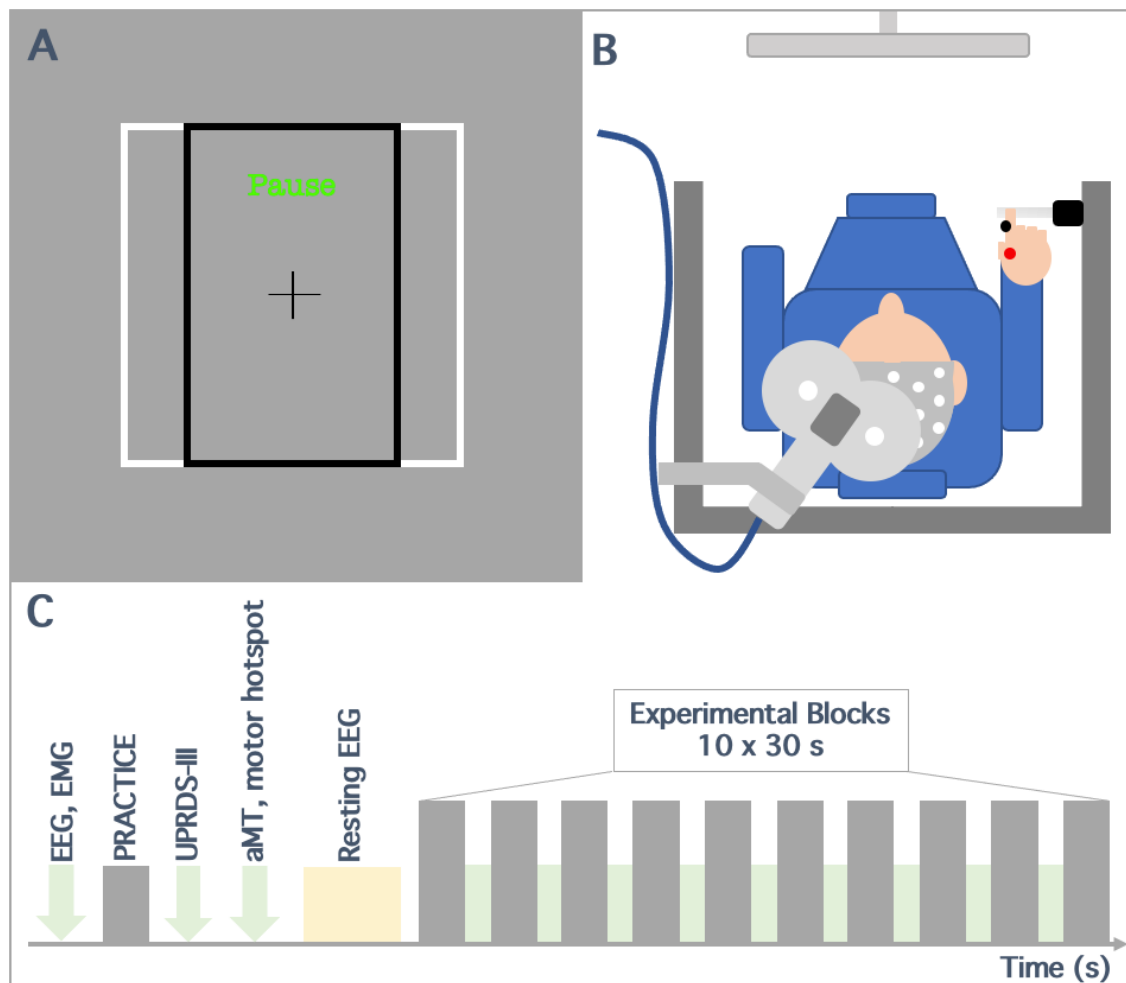 A
Pause
B
C
EEG, EMG
PRACTICE
UPRDS-III
aMT, motor hotspot
Resting EEG
Experimental Blocks
10 x 30 s
Time (s)